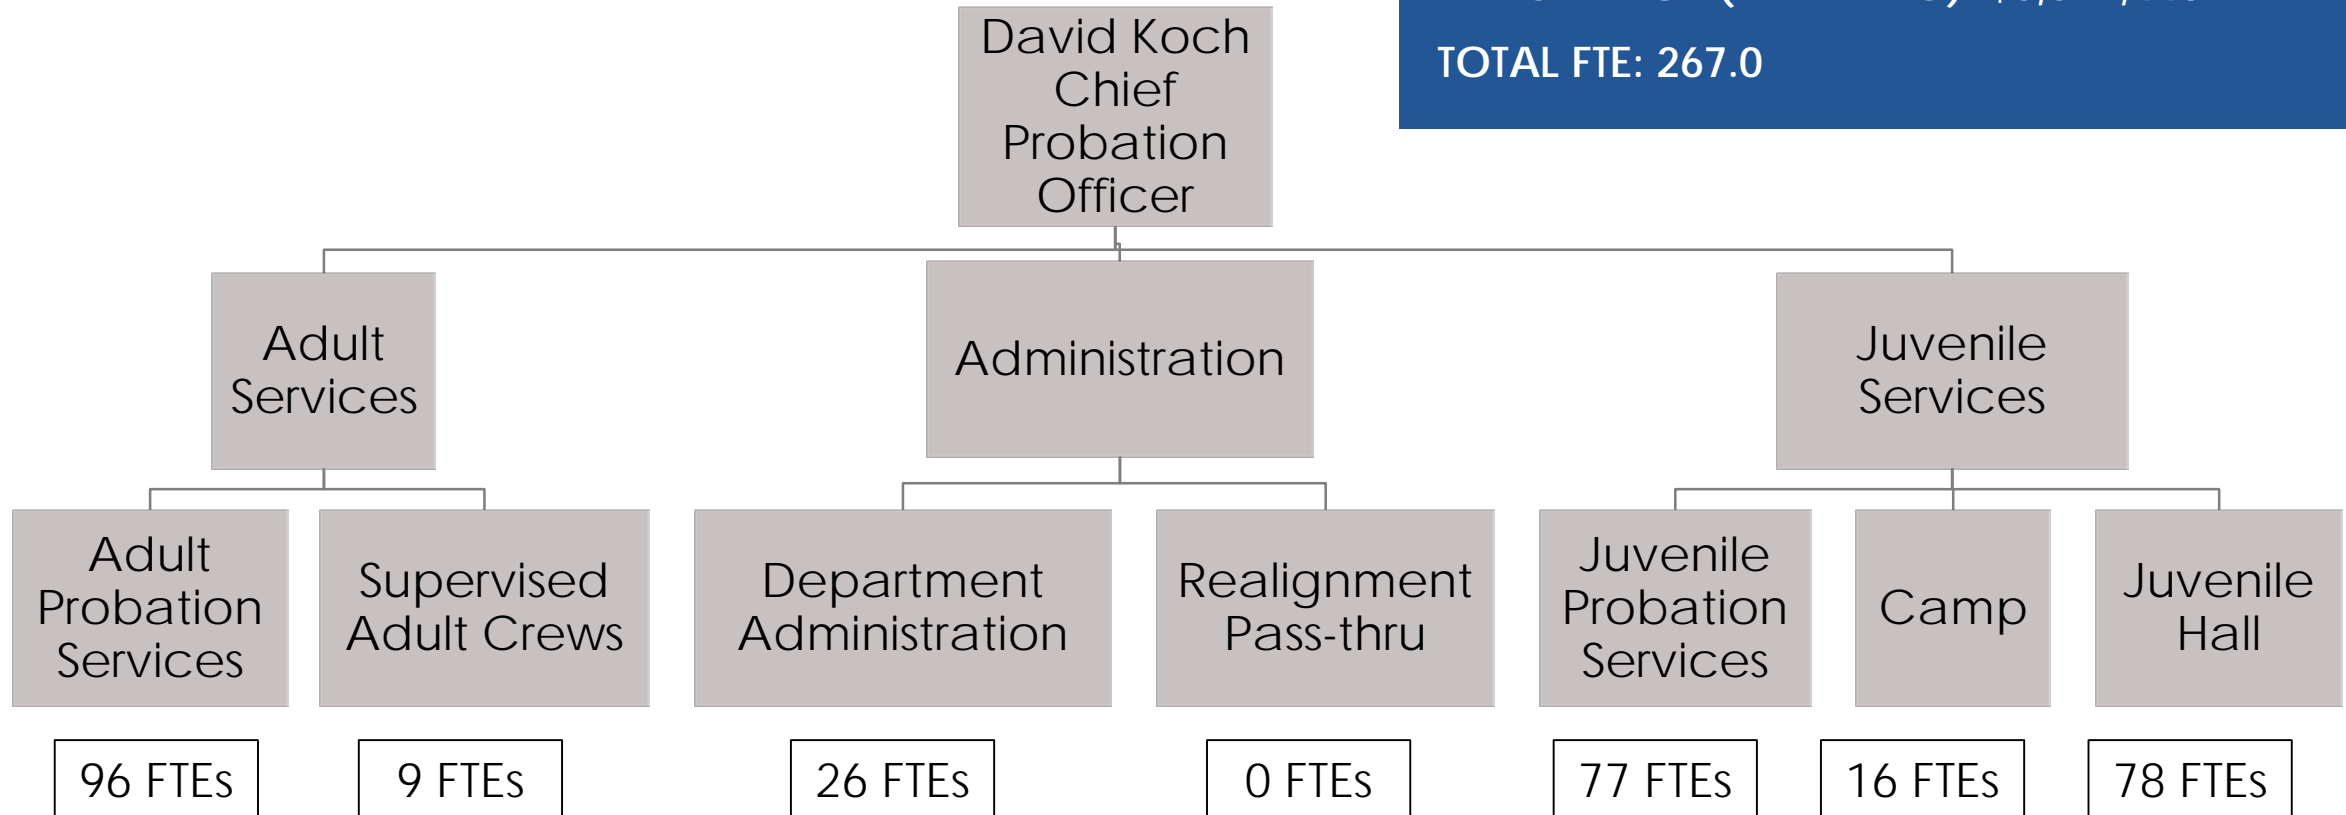 TOTAL FTE: 267.0
David Koch
Chief
Probation
Officer
Adult
Services
Administration
Juvenile
Services
Adult
Probation
Services
Supervised
Adult Crews
Department
Administration
Realignment
Pass-thru
Juvenile
Probation
Services
Camp
Juvenile
Hall
96 FTEs
9 FTEs
26 FTEs
0 FTEs
77 FTEs
16 FTEs
78 FTEs